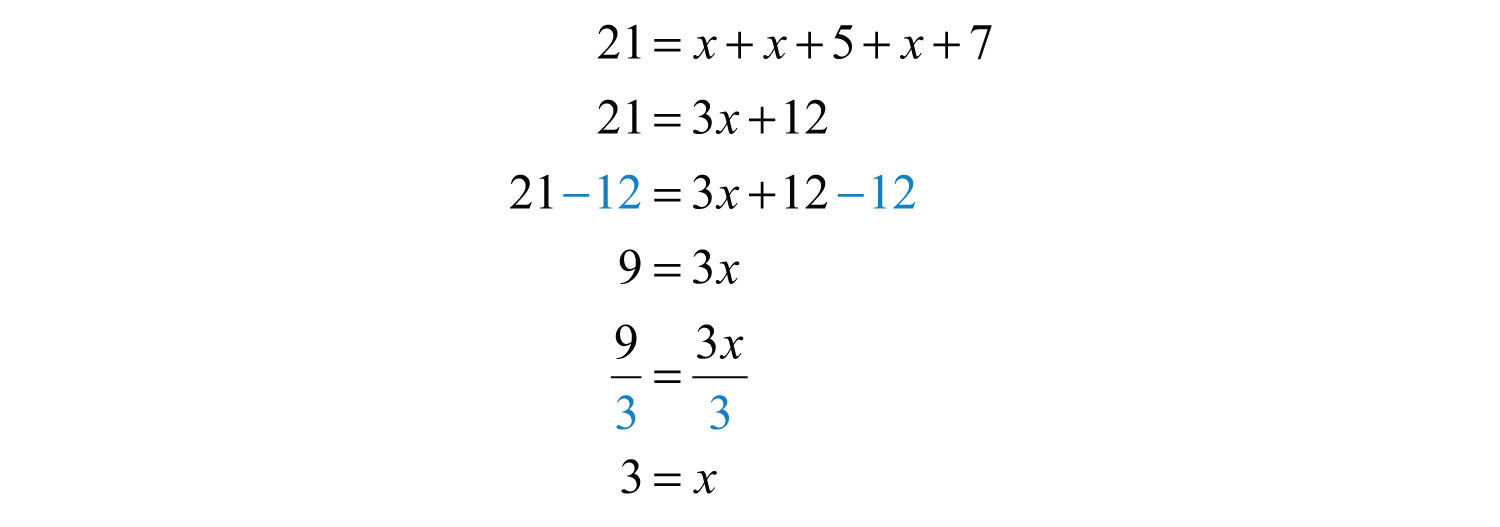 21 = x + x + 5 + x + 7
21 = 3x + 12
21 − 12 = 3x + 12 − 12
9 = 3x
9/3 = 3x/3
3 = x